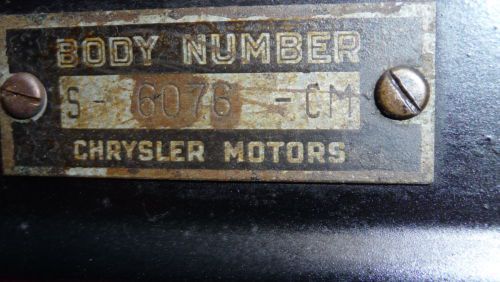 BODY NUMBER
S- 6076 -CM
CHRYSLER MOTORS